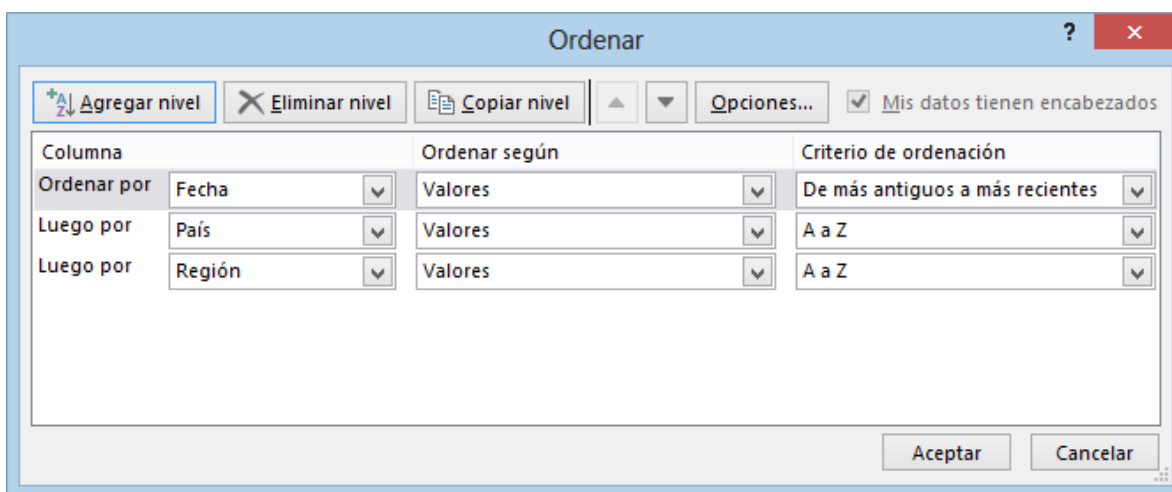 Ordenar
?
Agregar nivel Eliminar nivel Copiar nivel Opciones... Mis datos tienen encabezados
Columna Ordenar según Criterio de ordenación
Ordenar por Fecha Valores De más antiguos a más recientes
Luego por País Valores A a Z
Luego por Región Valores A a Z
Aceptar Cancelar